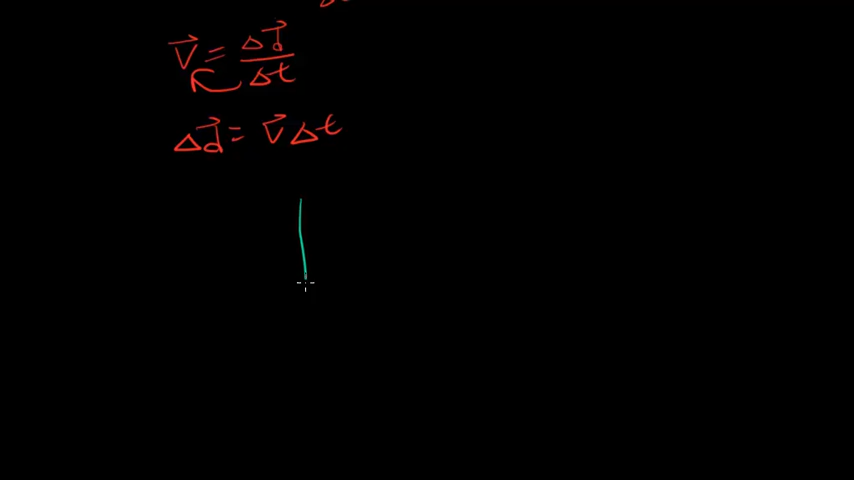 v⃗ = Δd⃗ / Δt
Δd⃗ = v⃗ Δt